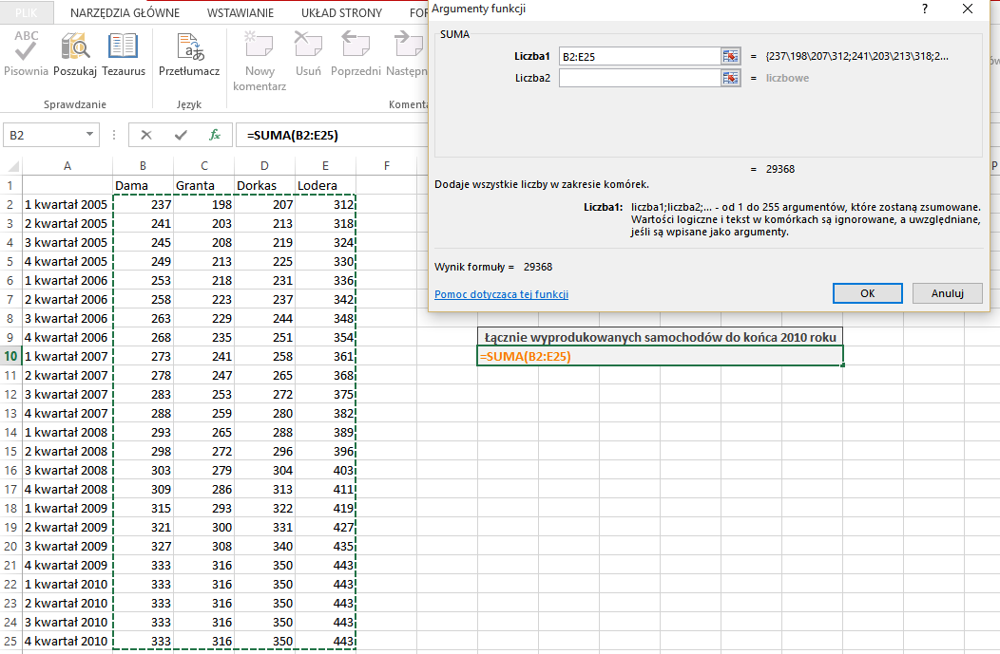 PLIK NARZĘDZIA GŁÓWNE WSTAWIANIE UKŁAD STRONY FOR
ABC
Pisownia Poszukaj Tezaurus
Przetłumacz
Nowy komentarz
Usuń Poprzedni Następn
Sprawdzanie Język Komenta
Argumenty funkcji ?
SUMA
Liczba1 B2:E25 = {237\198\207\312;241\203\213\318;2...
Liczba2 = liczbowe
= 29368
Dodaje wszystkie liczby w zakresie komórek.
Liczba1: liczba1;liczba2;... - od 1 do 255 argumentów, które zostaną zsumowane.
Wartości logiczne i tekst w komórkach są ignorowane, a uwzględniane,
jeśli są wpisane jako argumenty.
Wynik formuły = 29368
Pomoc dotycząca tej funkcji
OK Anuluj
B2 fx =SUMA(B2:E25)
A B C D E F P
1 Dama Granta Dorkas Lodera
2 1 kwartał 2005 237 198 207 312
3 2 kwartał 2005 241 203 213 318
4 3 kwartał 2005 245 208 219 324
5 4 kwartał 2005 249 213 225 330
6 1 kwartał 2006 253 218 231 336
7 2 kwartał 2006 258 223 237 342
8 3 kwartał 2006 263 229 244 348
9 4 kwartał 2006 268 235 251 354 Łącznie wyprodukowanych samochodów do końca 2010 roku
10 1 kwartał 2007 273 241 258 361 =SUMA(B2:E25)
11 2 kwartał 2007 278 247 265 368
12 3 kwartał 2007 283 253 272 375
13 4 kwartał 2007 288 259 280 382
14 1 kwartał 2008 293 265 288 389
15 2 kwartał 2008 298 272 296 396
16 3 kwartał 2008 303 279 304 403
17 4 kwartał 2008 309 286 313 411
18 1 kwartał 2009 315 293 322 419
19 2 kwartał 2009 321 300 331 427
20 3 kwartał 2009 327 308 340 435
21 4 kwartał 2009 333 316 350 443
22 1 kwartał 2010 333 316 350 443
23 2 kwartał 2010 333 316 350 443
24 3 kwartał 2010 333 316 350 443
25 4 kwartał 2010 333 316 350 443